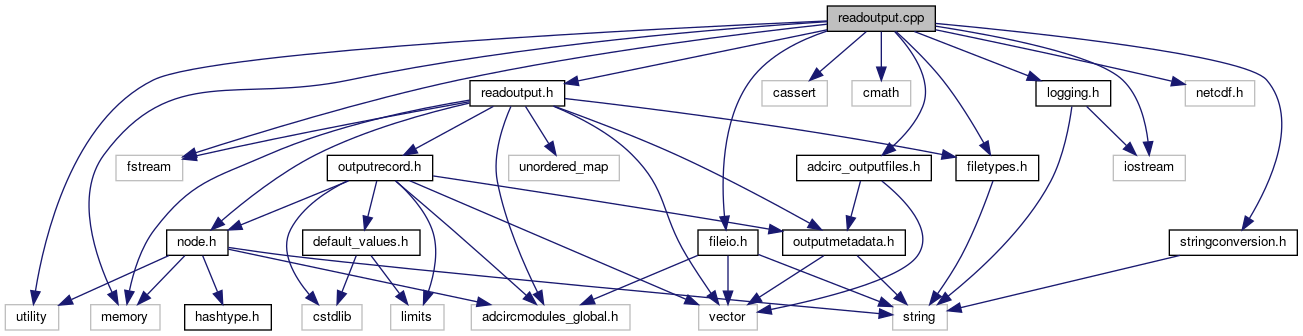 readoutput.cpp
readoutput.h
cassert
cmath
logging.h
netcdf.h
fstream
outputrecord.h
unordered_map
adcirc_outputfiles.h
filetypes.h
iostream
node.h
default_values.h
fileio.h
outputmetadata.h
stringconversion.h
utility
memory
hashtype.h
cstdlib
limits
adcircmodules_global.h
vector
string